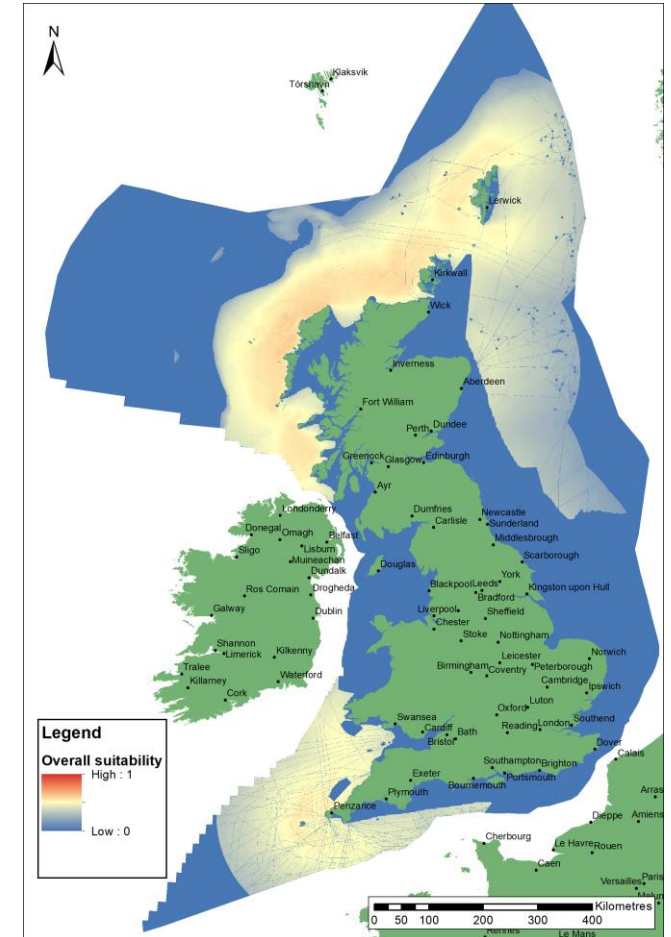 N
Klaksvik
Tórshavn
Lerwick
Kirkwall
Wick
Inverness
Aberdeen
Fort William
Dundee
Perth
Greenock
Edinburgh
Glasgow
Ayr
Londonderry
Dumfries
Newcastle
Carlisle
Sunderland
Donegal
Omagh
Belfast
Middlesbrough
Lisburn
Sligo
Muineachan
Scarborough
Dundalk
Douglas
York
Ros Comain
Drogheda
Blackpool
Leeds
Kingston upon Hull
Bradford
Galway
Dublin
Liverpool
Sheffield
Chester
Stoke
Nottingham
Shannon
Limerick
Kilkenny
Leicester
Norwich
Peterborough
Birmingham
Coventry
Tralee
Killarney
Waterford
Cambridge
Ipswich
Cork
Luton
Oxford
Swansea
Cardiff
Reading
London
Southend
Bristol
Bath
Legend
Overall suitability
High : 1
Low : 0
Southampton
Brighton
Dover
Calais
Exeter
Portsmouth
Bournemouth
Plymouth
Penzance
Arras
Dieppe
Amiens
Cherbourg
Le Havre
Rouen
Caen
Versailles
Paris
Melun
Kilometres
0 50 100 200 300 400
Rennes
Le Mans